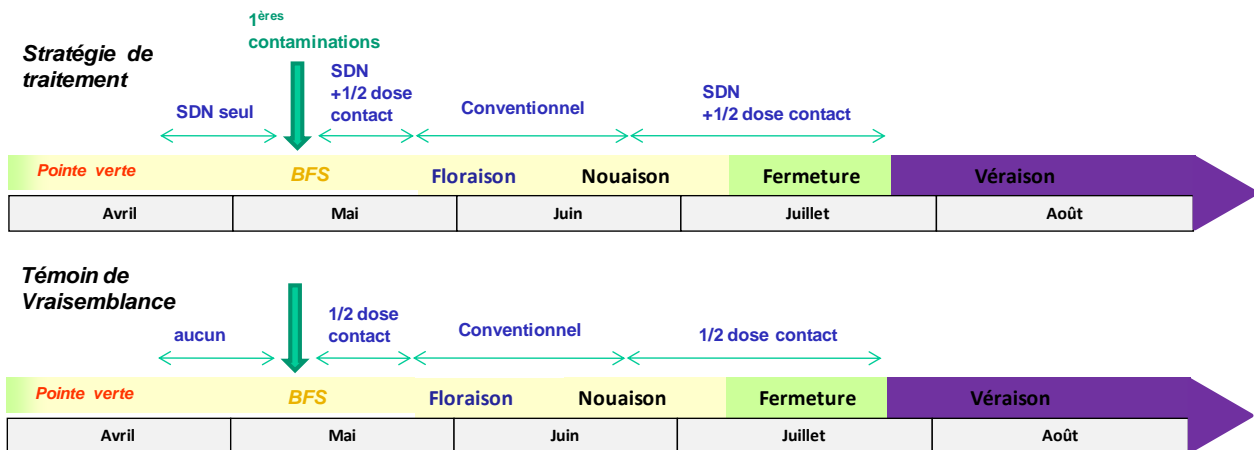 1ères
contaminations
Stratégie de
traitement
SDN seul
SDN
+1/2 dose
contact
Conventionnel
SDN
+1/2 dose contact
Pointe verte BFS Floraison Nouaison Fermeture Véraison
Avril Mai Juin Juillet Août
Témoin de
Vraisemblance
aucun
1/2 dose
contact
Conventionnel
1/2 dose contact
Pointe verte BFS Floraison Nouaison Fermeture Véraison
Avril Mai Juin Juillet Août